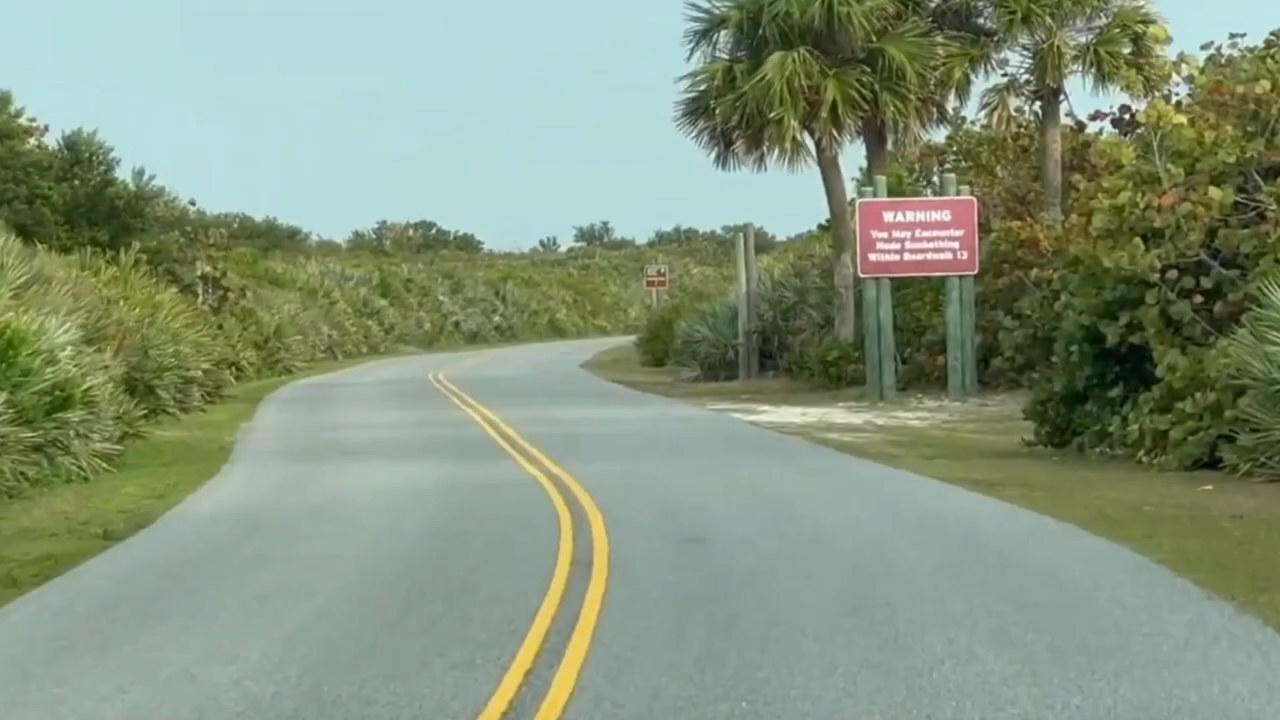 WARNING
You May Encounter
Nude Sunbathing
Within Boardwalk 13